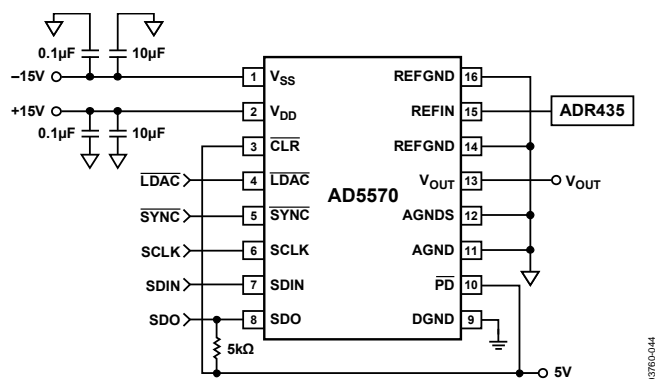 0.1µF 10µF
–15V
+15V
0.1µF 10µF
LDAC
SYNC
SCLK
SDIN
SDO
5kΩ
AD5570
1 VSS
2 VDD
3 CLR
4 LDAC
5 SYNC
6 SCLK
7 SDIN
8 SDO
REFGND 16
REFIN 15
REFGND 14
VOUT 13
AGNDS 12
AGND 11
PD 10
DGND 9
ADR435
VOUT
5V
03760-044